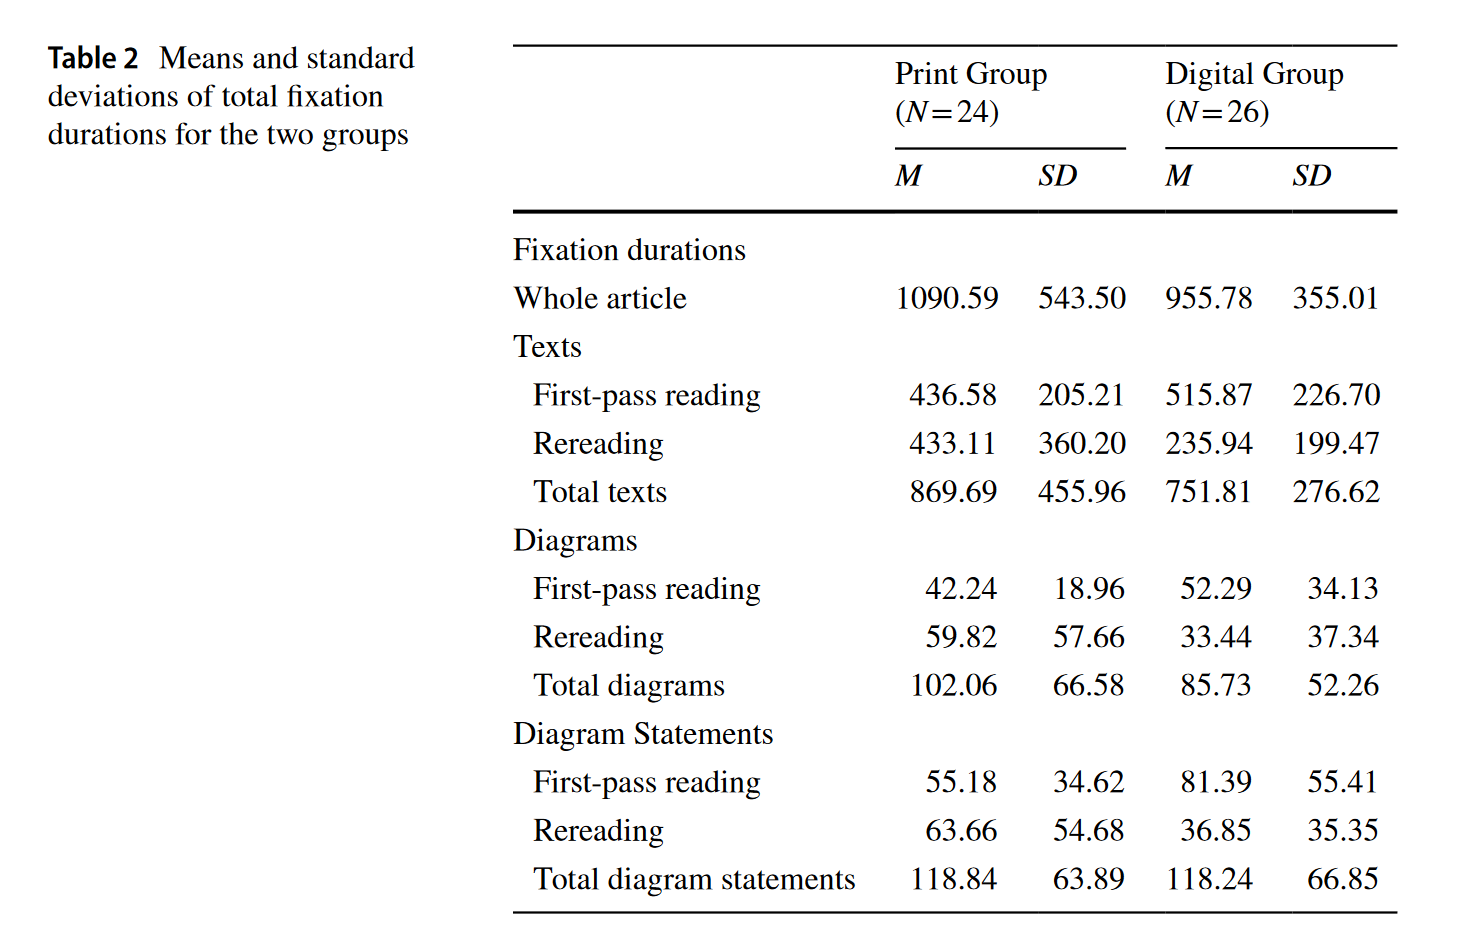 Table 2 Means and standard
deviations of total fixation
durations for the two groups
Print Group Digital Group
(N=24) (N=26)
M SD M SD
Fixation durations
Whole article 1090.59 543.50 955.78 355.01
Texts
First-pass reading 436.58 205.21 515.87 226.70
Rereading 433.11 360.20 235.94 199.47
Total texts 869.69 455.96 751.81 276.62
Diagrams
First-pass reading 42.24 18.96 52.29 34.13
Rereading 59.82 57.66 33.44 37.34
Total diagrams 102.06 66.58 85.73 52.26
Diagram Statements
First-pass reading 55.18 34.62 81.39 55.41
Rereading 63.66 54.68 36.85 35.35
Total diagram statements 118.84 63.89 118.24 66.85